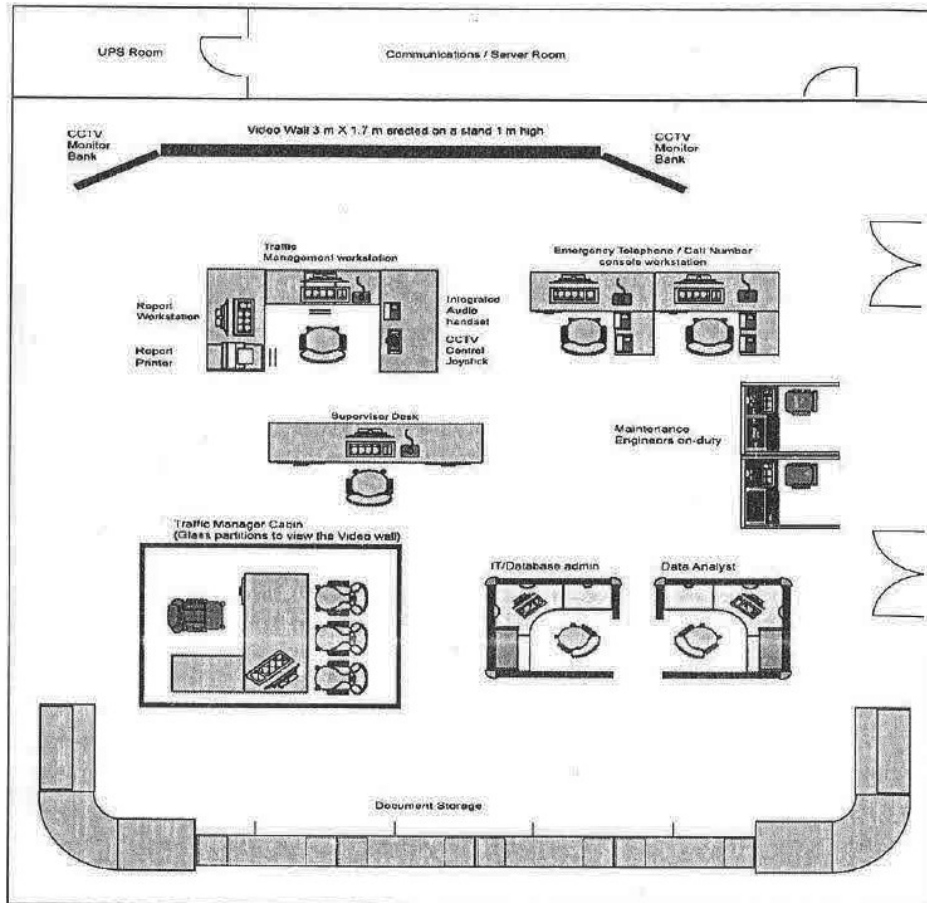 UPS Room
Communications / Server Room
Video Wall 3 m X 1.7 m erected on a stand 1 m high
CCTV
Monitor
Bank
CCTV
Monitor
Bank
Traffic
Management workstation
Emergency Telephone / Call Number
console workstation
Report
Workstation
Report
Printer
Integrated
Audio
handset
CCTV
Control
Joystick
Supervisor Desk
Maintenance
Engineers on-duty
Traffic Manager Cabin
(Glass partitions to view the Video wall)
IT/Database admin
Data Analyst
Document Storage